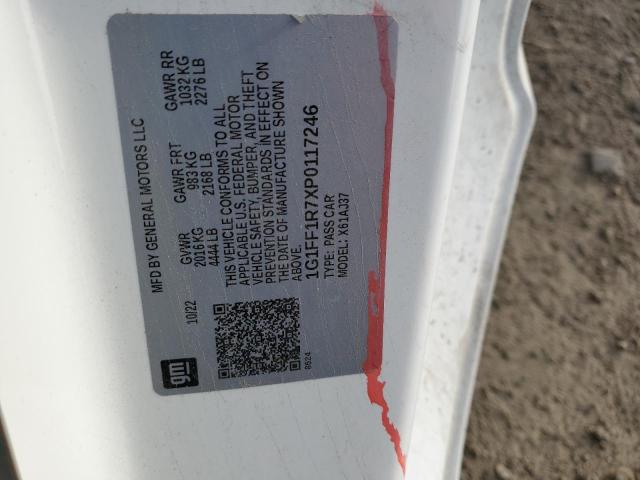 MFD BY GENERAL MOTORS LLC
10/22
GVWR GAWR FRT GAWR RR
2016 KG 983 KG 1032 KG
4444 LB 2168 LB 2276 LB
THIS VEHICLE CONFORMS TO ALL
APPLICABLE U.S. FEDERAL MOTOR
VEHICLE SAFETY, BUMPER, AND THEFT
PREVENTION STANDARDS IN EFFECT ON
THE DATE OF MANUFACTURE SHOWN
ABOVE.
1G1FF1R7XP0117246
TYPE: PASS CAR
MODEL: X61AJ37
gm
8624